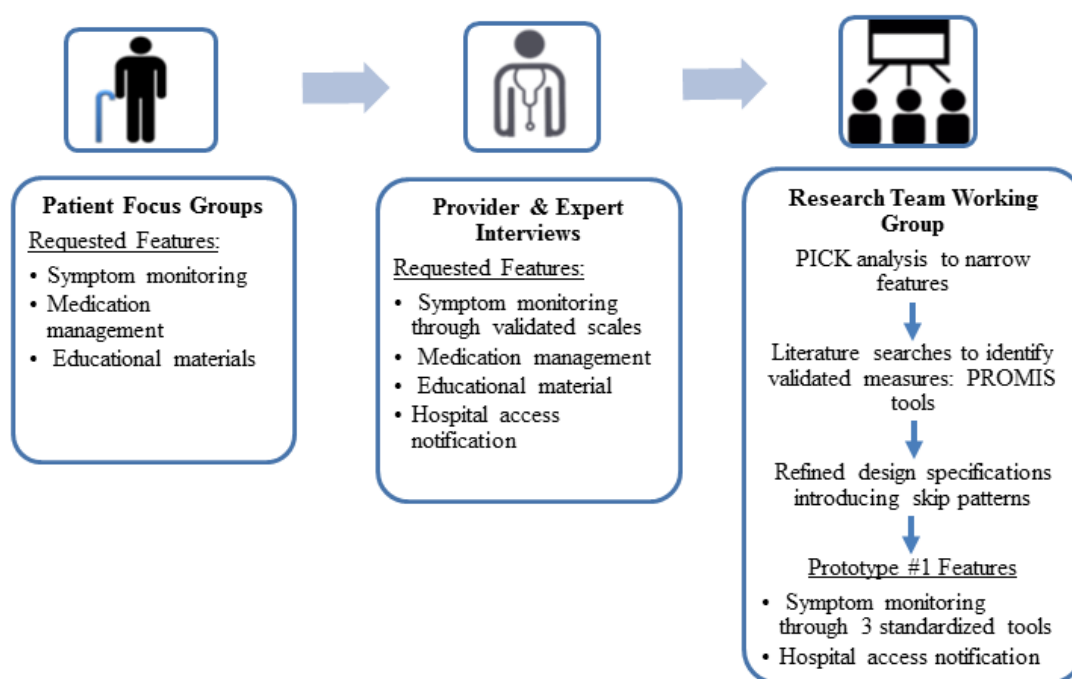 Patient Focus Groups
Requested Features:
• Symptom monitoring
• Medication
management
• Educational materials
Provider & Expert
Interviews
Requested Features:
• Symptom monitoring
through validated scales
• Medication management
• Educational material
• Hospital access
notification
Research Team Working
Group
PICK analysis to narrow
features
Literature searches to identify
validated measures: PROMIS
tools
Refined design specifications
introducing skip patterns
Prototype #1 Features
• Symptom monitoring
through 3 standardized tools
• Hospital access notification